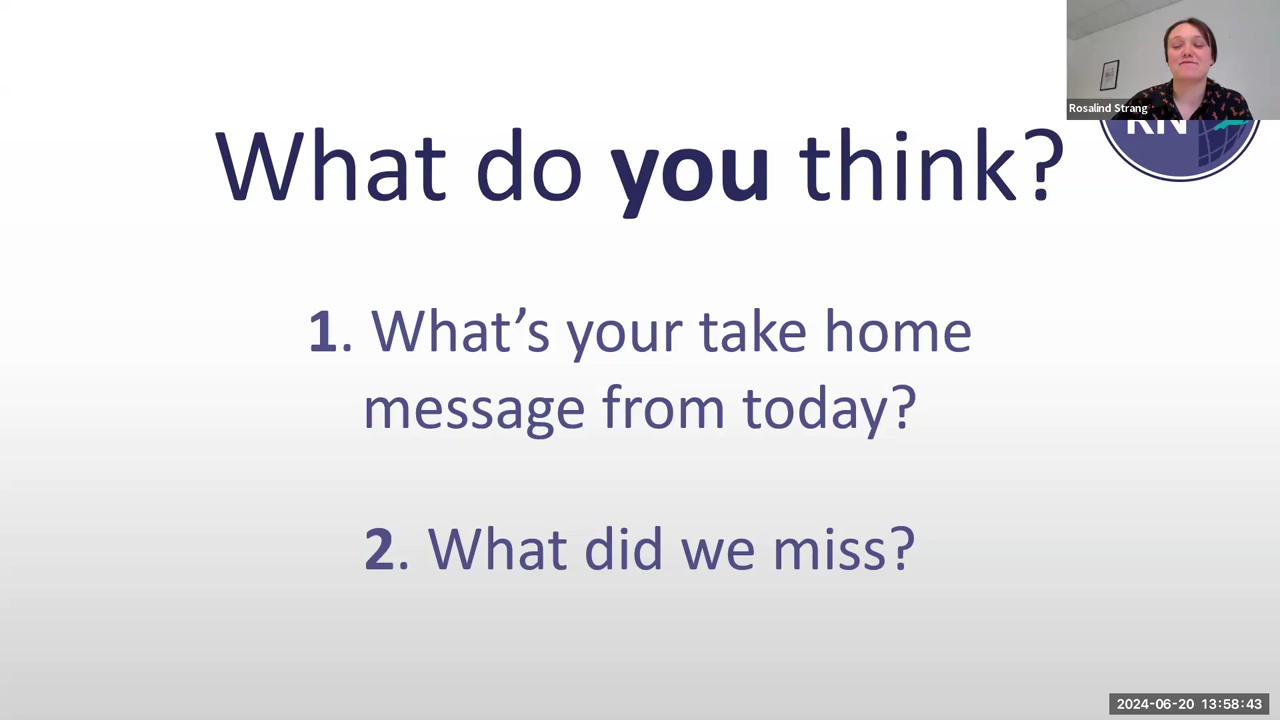 What do you think?
Rosalind Strang
RN
1. What’s your take home
message from today?
2. What did we miss?
2024-06-20 13:58:43